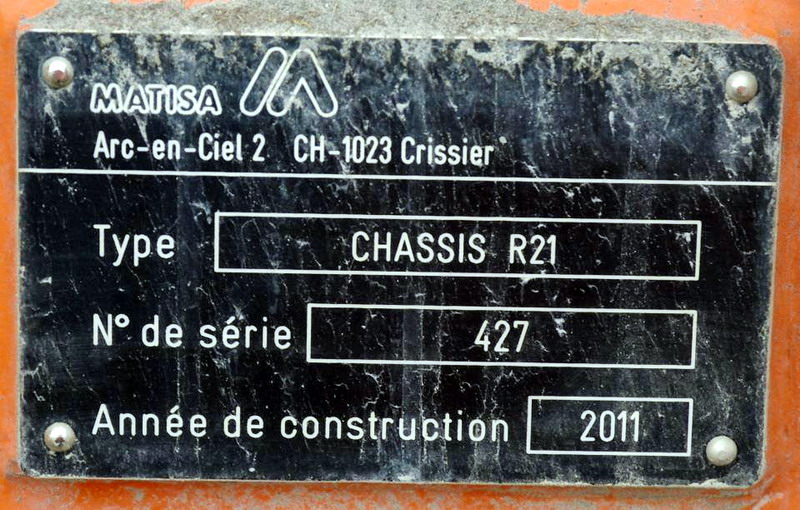 MATISA
Arc-en-Ciel 2 CH-1023 Crissier
Type CHASSIS R21
N° de série 427
Année de construction 2011